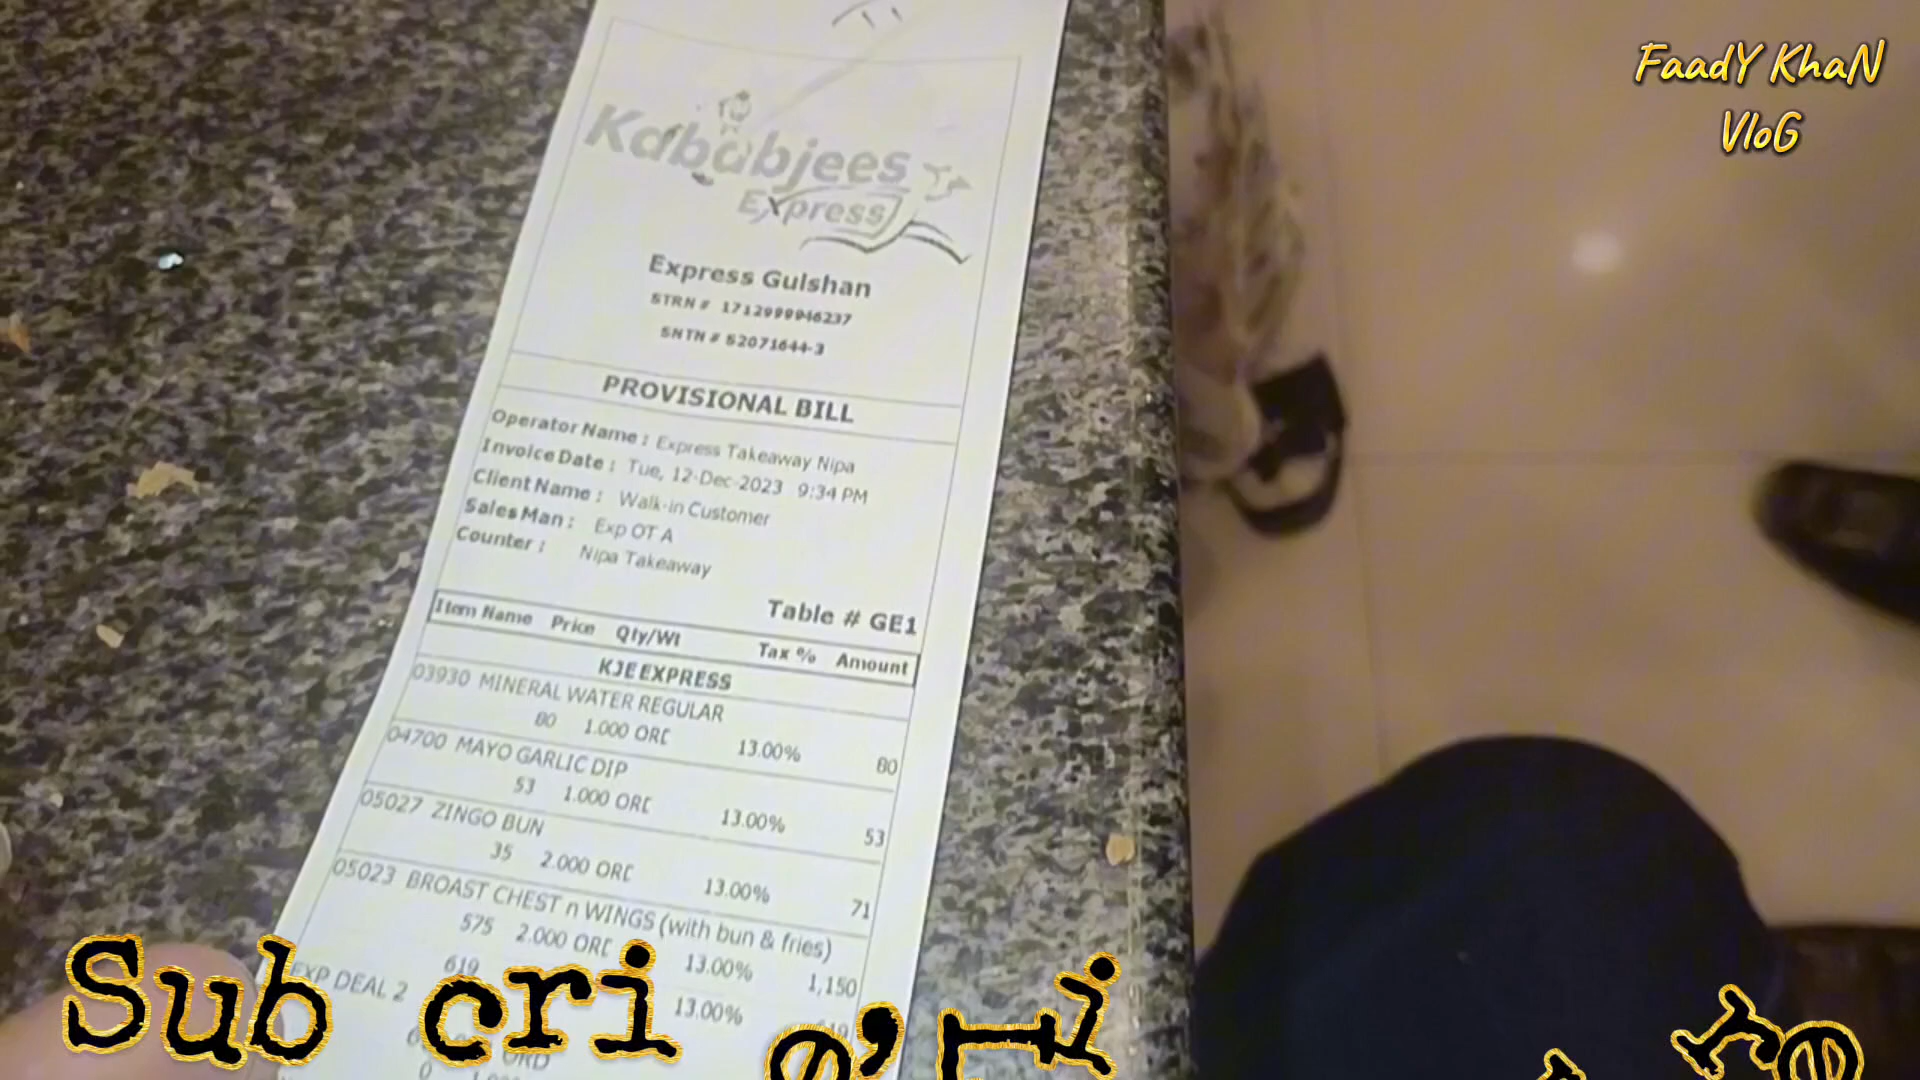 FaadY KhaN
VloG
Kababjees
Express
Express Gulshan
STRN # 1712999946237
SNTN # 52071644-3
PROVISIONAL BILL
Operator Name : Express Takeaway Nipa
Invoice Date : Tue, 12-Dec-2023 9:34 PM
Client Name : Walk-in Customer
Sales Man : Exp OT A
Counter : Nipa Takeaway
Table # GE1
Item Name Price Qty/Wt Tax % Amount
KJE EXPRESS
03930 MINERAL WATER REGULAR
80 1.000 ORD 13.00% 80
04700 MAYO GARLIC DIP
53 1.000 ORD 13.00% 53
05027 ZINGO BUN
35 2.000 ORD 13.00% 71
05023 BROAST CHEST n WINGS (with bun & fries)
575 2.000 ORD 13.00% 1,150
EXP DEAL 2
619 13.00%
ORD
Sub cri